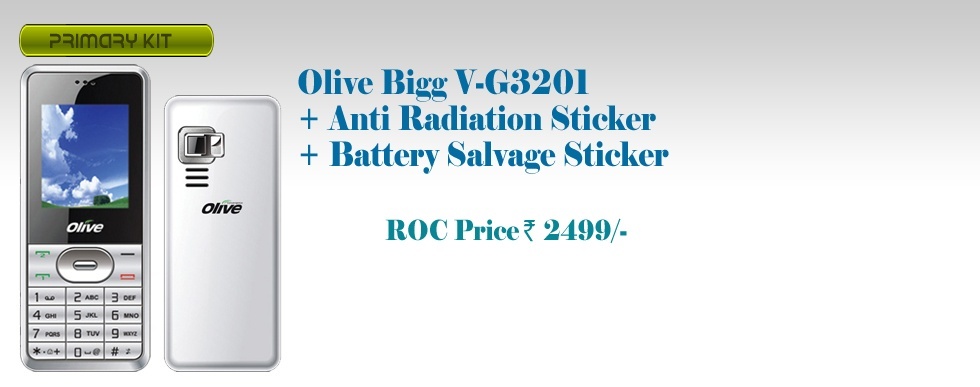 PRIMARY KIT
Olive Bigg V-G3201
+ Anti Radiation Sticker
+ Battery Salvage Sticker
ROC Price ₹ 2499/-
Olive
Olive
1
2 ABC 3 DEF
4 GHI 5 JKL 6 MNO
7 PQRS 8 TUV 9 WXYZ
* + 0 @ #